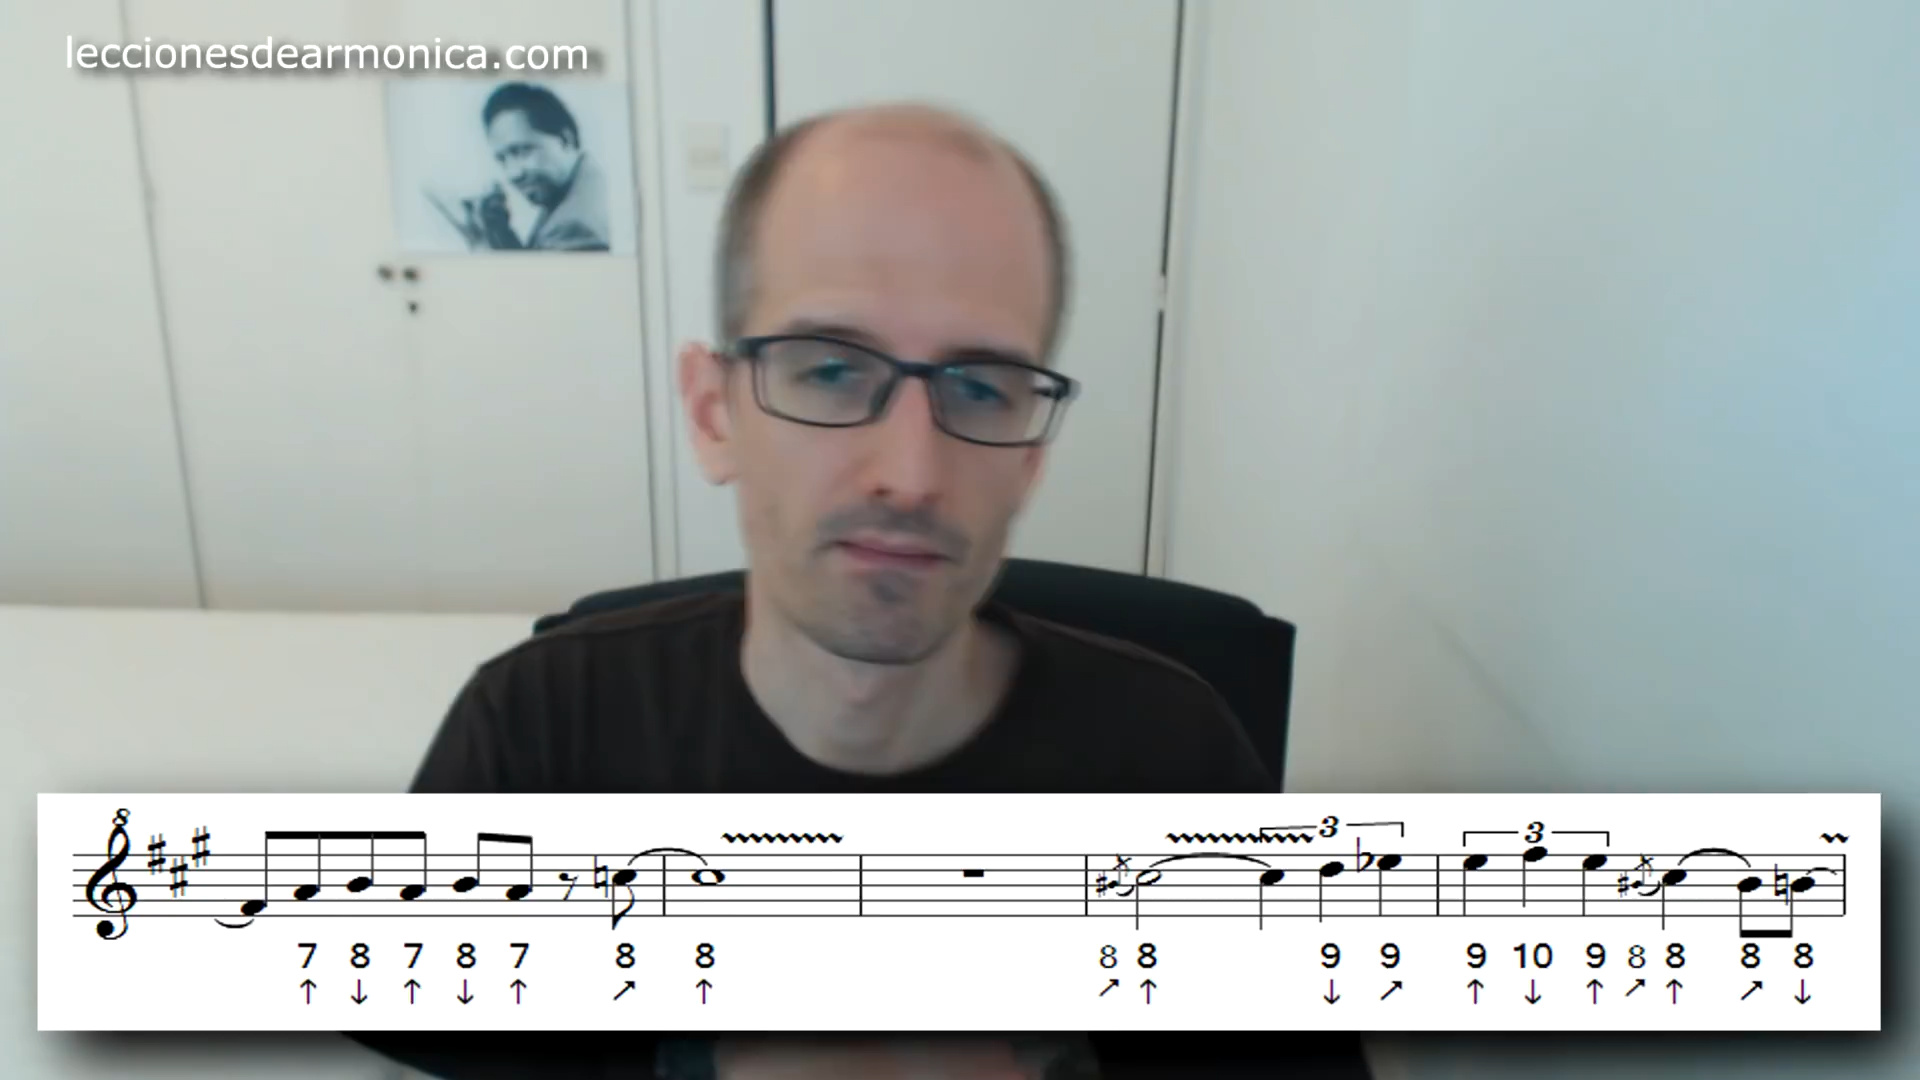 leccionesdearmonica.com
8
3 3
7 8 7 8 7 8 8 8 8 9 9 9 10 9 8 8 8 8
↑ ↓ ↑ ↓ ↑ ↗ ↑ ↗ ↑ ↓ ↗ ↑ ↓ ↑ ↗ ↑ ↗ ↓